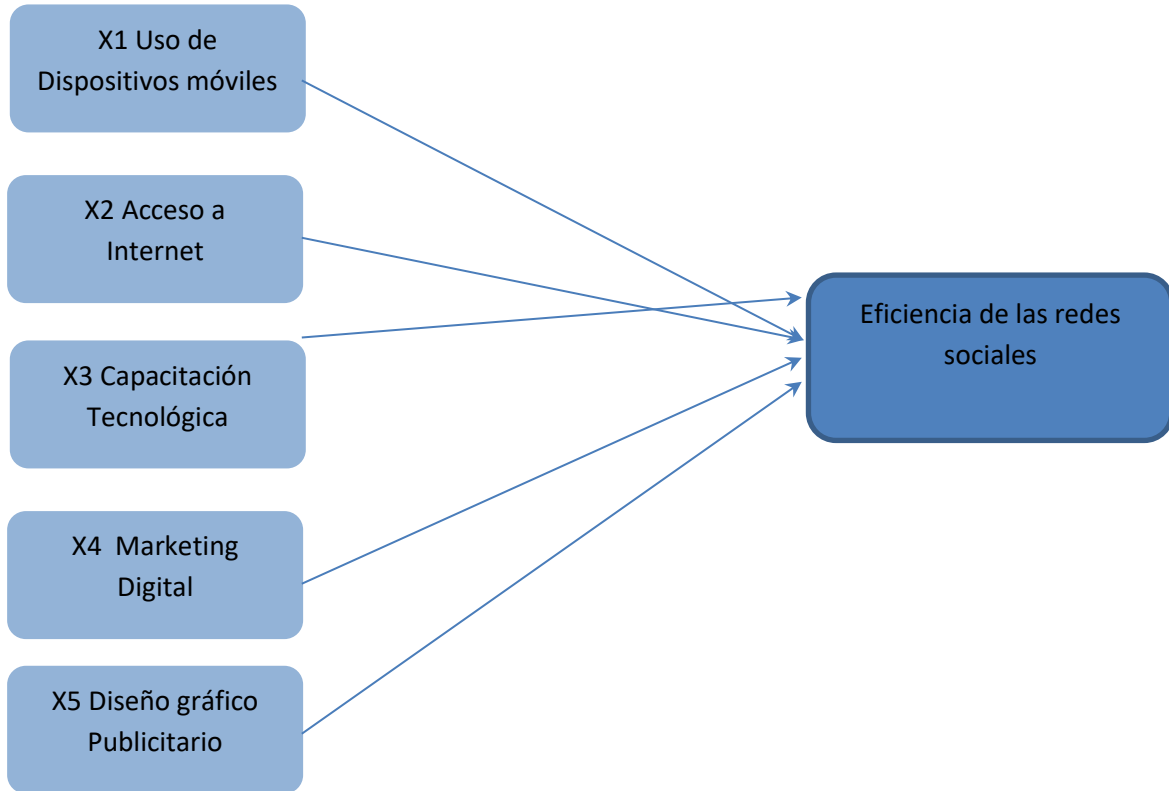 X1 Uso de
Dispositivos móviles
X2 Acceso a
Internet
X3 Capacitación
Tecnológica
X4  Marketing
Digital
X5 Diseño gráfico
Publicitario
Eficiencia de las redes
sociales